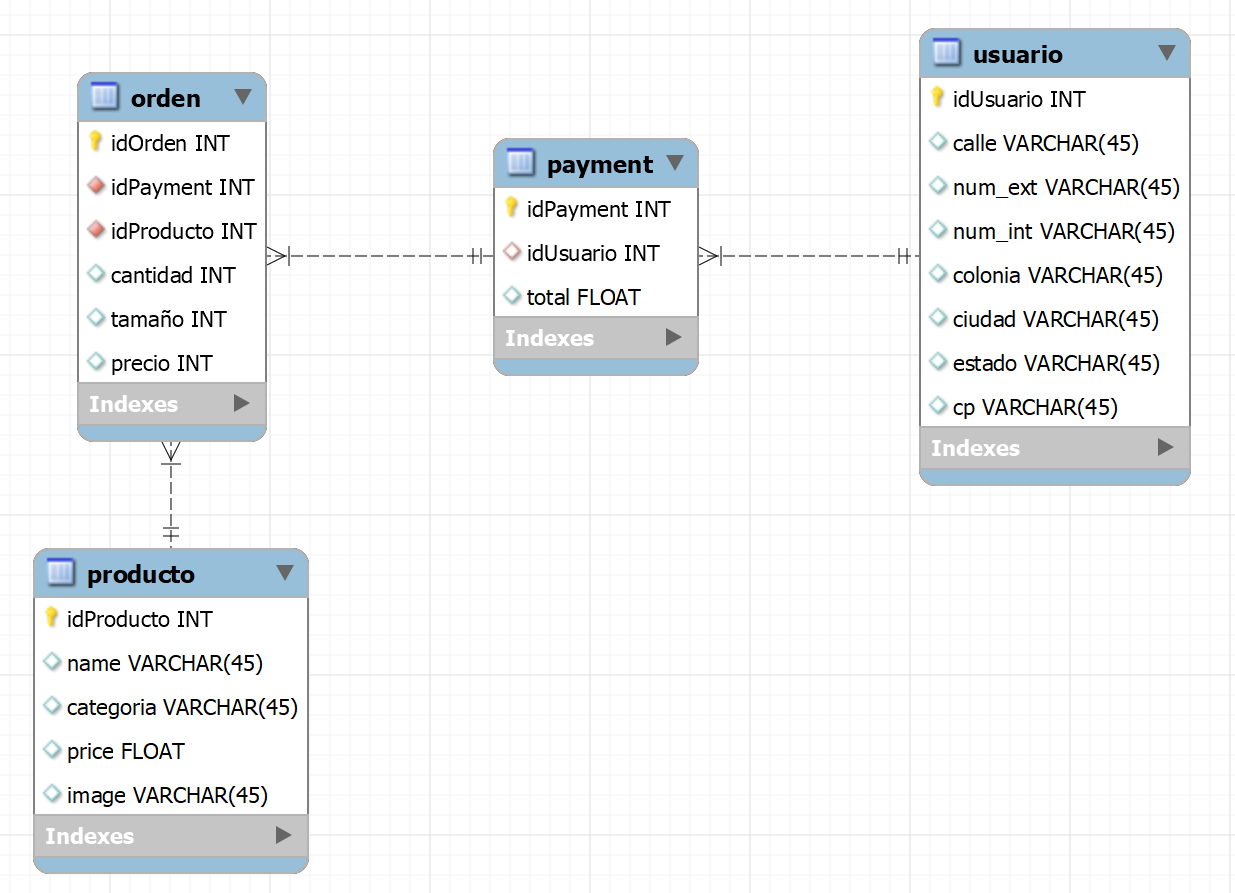 orden
idOrden INT
idPayment INT
idProducto INT
cantidad INT
tamaño INT
precio INT
Indexes
payment
idPayment INT
idUsuario INT
total FLOAT
Indexes
usuario
idUsuario INT
calle VARCHAR(45)
num_ext VARCHAR(45)
num_int VARCHAR(45)
colonia VARCHAR(45)
ciudad VARCHAR(45)
estado VARCHAR(45)
cp VARCHAR(45)
Indexes
producto
idProducto INT
name VARCHAR(45)
categoria VARCHAR(45)
price FLOAT
image VARCHAR(45)
Indexes